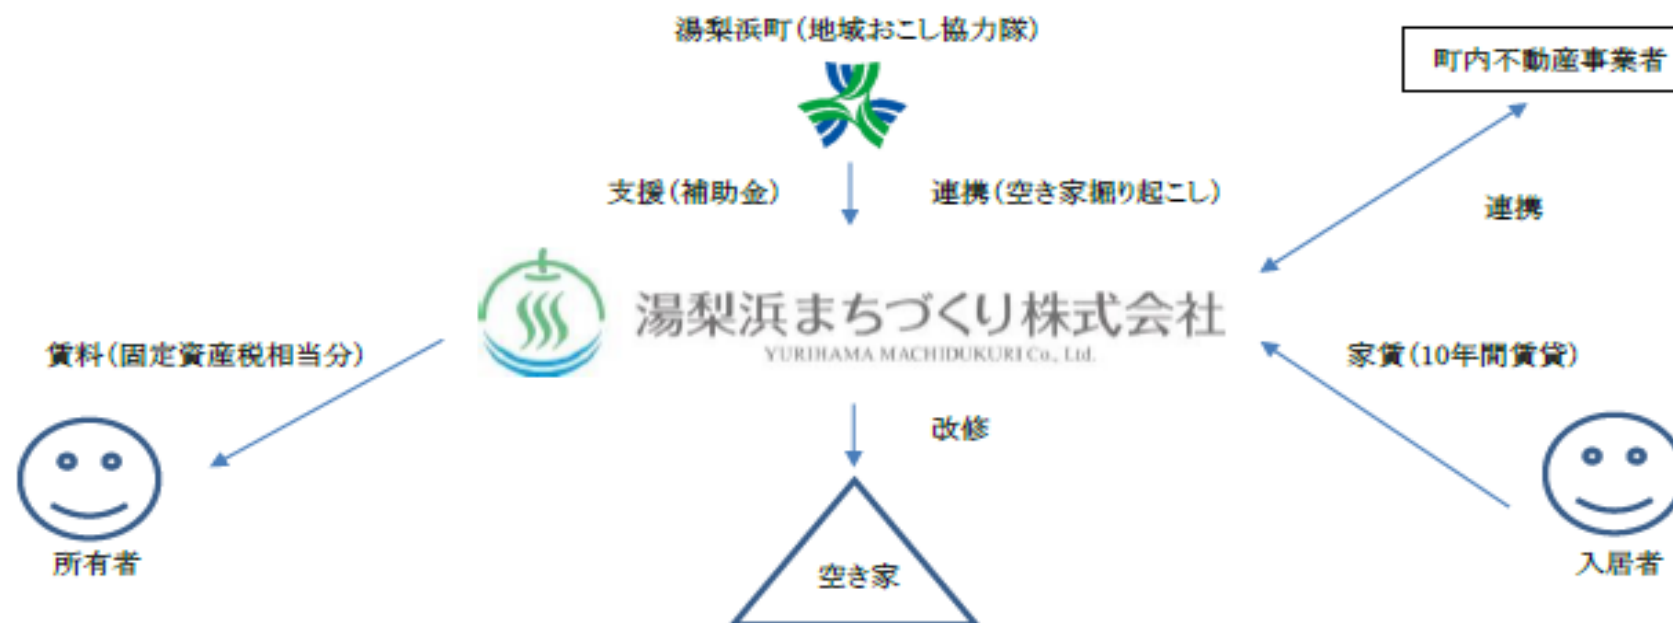 湯梨浜町(地域おこし協力隊)
町内不動産事業者
支援(補助金)
連携(空き家掘り起こし)
連携
湯梨浜まちづくり株式会社
YURIHAMA MACHIDUKURI Co., Ltd.
賃料(固定資産税相当分)
家賃(10年間賃貸)
改修
所有者
空き家
入居者